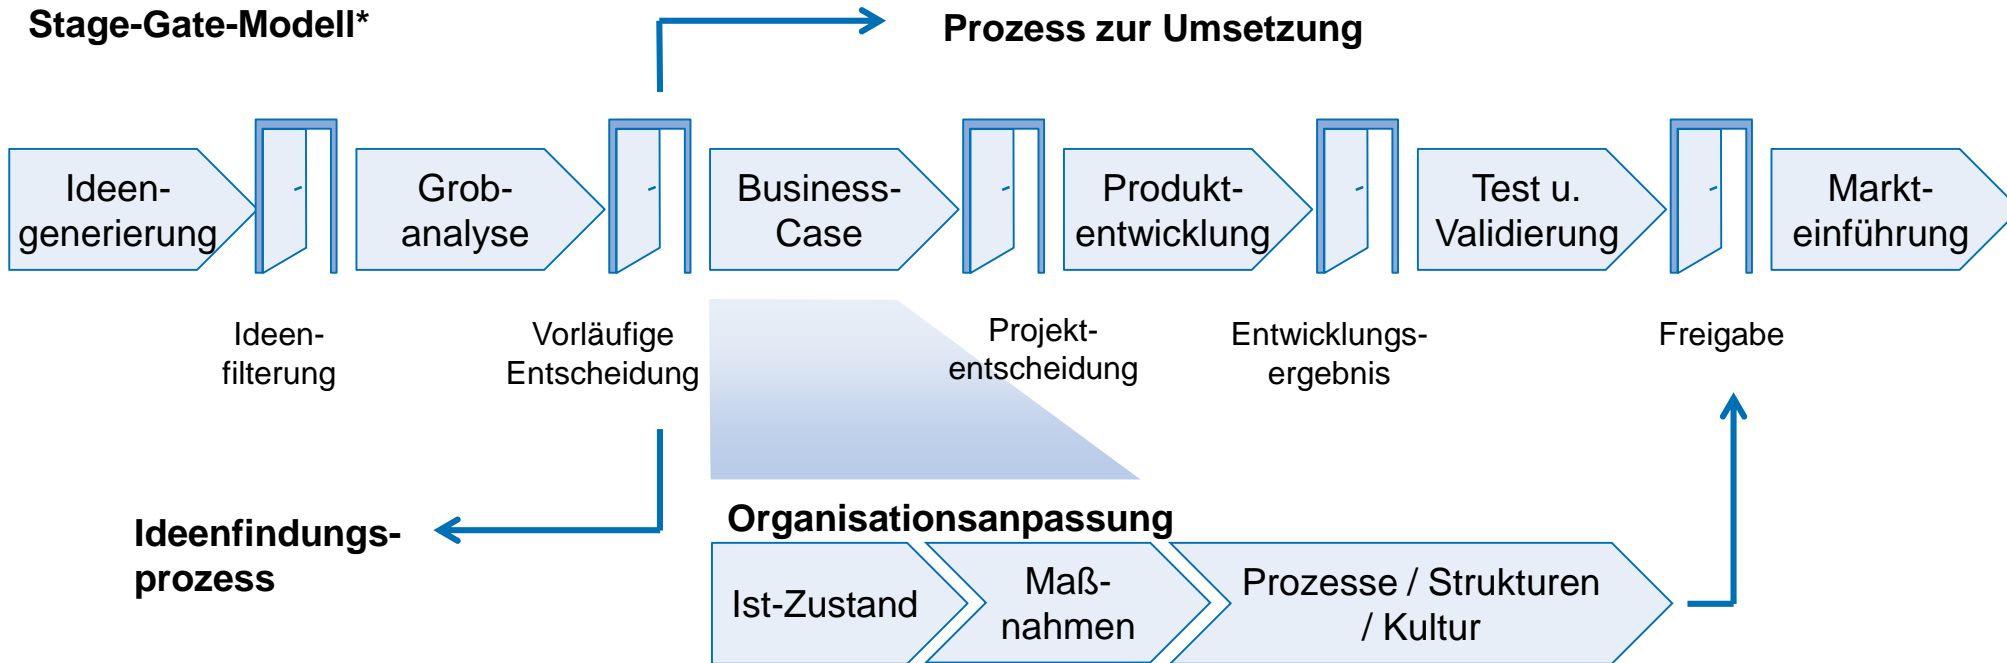 Stage-Gate-Modell*
Prozess zur Umsetzung
Ideen-
generierung
Grob-
analyse
Business-
Case
Produkt-
entwicklung
Test u.
Validierung
Markt-
einführung
Ideen-
filterung
Vorläufige
Entscheidung
Projekt-
entscheidung
Entwicklungs-
ergebnis
Freigabe
Ideenfindungs-
prozess
Organisationsanpassung
Ist-Zustand
Maß-
nahmen
Prozesse / Strukturen
/ Kultur